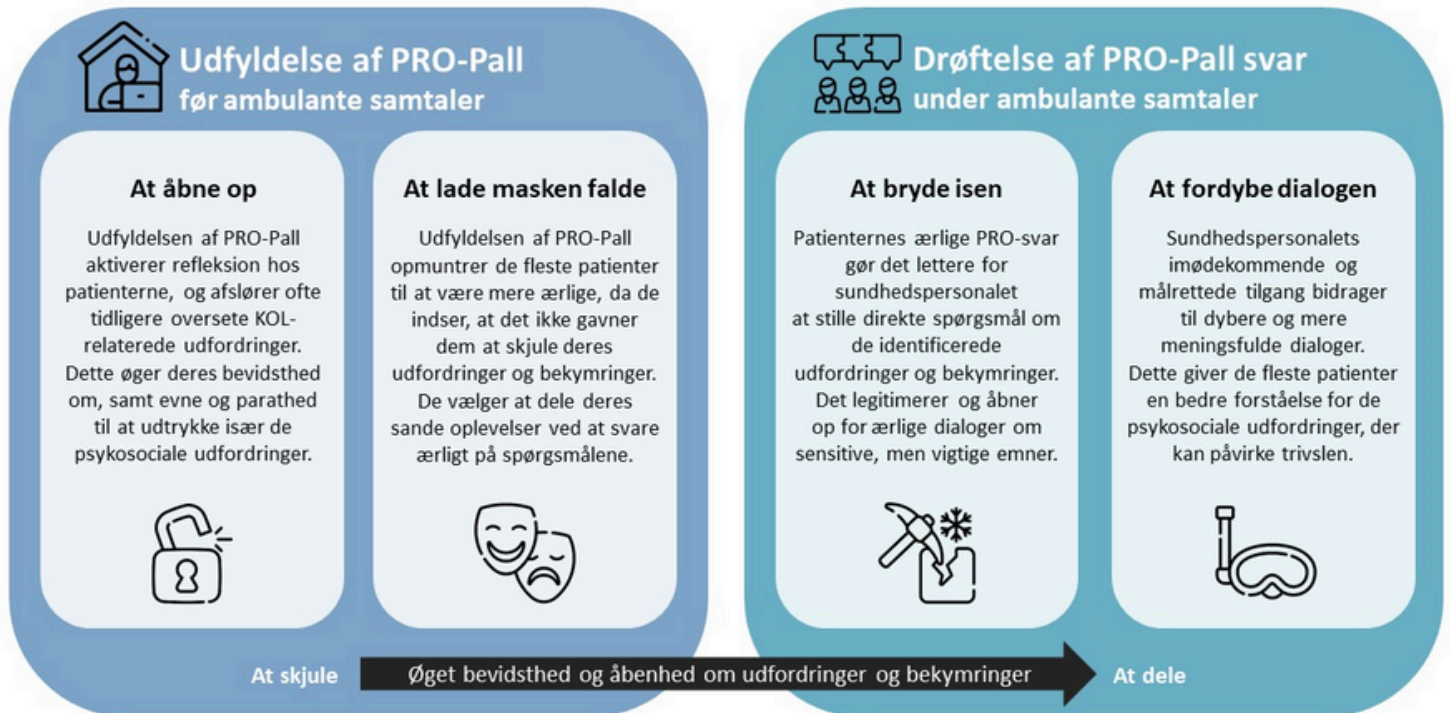 Udfyldelse af PRO-Pall
før ambulante samtaler
At åbne op
Udfyldelsen af PRO-Pall
aktiverer refleksion hos
patienterne, og afslører ofte
tidligere oversete KOL-
relaterede udfordringer.
Dette øger deres bevidsthed
om, samt evne og parathed
til at udtrykke især de
psykosociale udfordringer.
At lade masken falde
Udfyldelsen af PRO-Pall
opmuntrer de fleste patienter
til at være mere ærlige, da de
indser, at det ikke gavner
dem at skjule deres
udfordringer og bekymringer.
De vælger at dele deres
sande oplevelser ved at svare
ærligt på spørgsmålene.
Drøftelse af PRO-Pall svar
under ambulante samtaler
At bryde isen
Patienternes ærlige PRO-svar
gør det lettere for
sundhedspersonalet
at stille direkte spørgsmål om
de identificerede
udfordringer og bekymringer.
Det legitimerer og åbner
op for ærlige dialoger om
sensitive, men vigtige emner.
At fordybe dialogen
Sundhedspersonalets
imødekommende og
målrettede tilgang bidrager
til dybere og mere
meningsfulde dialoger.
Dette giver de fleste patienter
en bedre forståelse for de
psykosociale udfordringer, der
kan påvirke trivslen.
At skjule
Øget bevidsthed og åbenhed om udfordringer og bekymringer
At dele